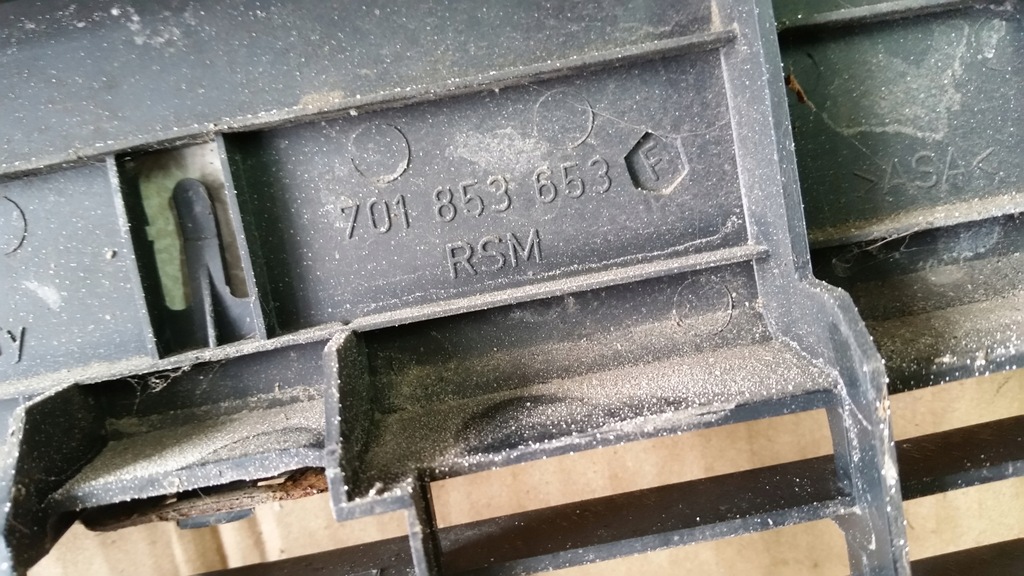 701 853 653 F
RSM
>ASA<